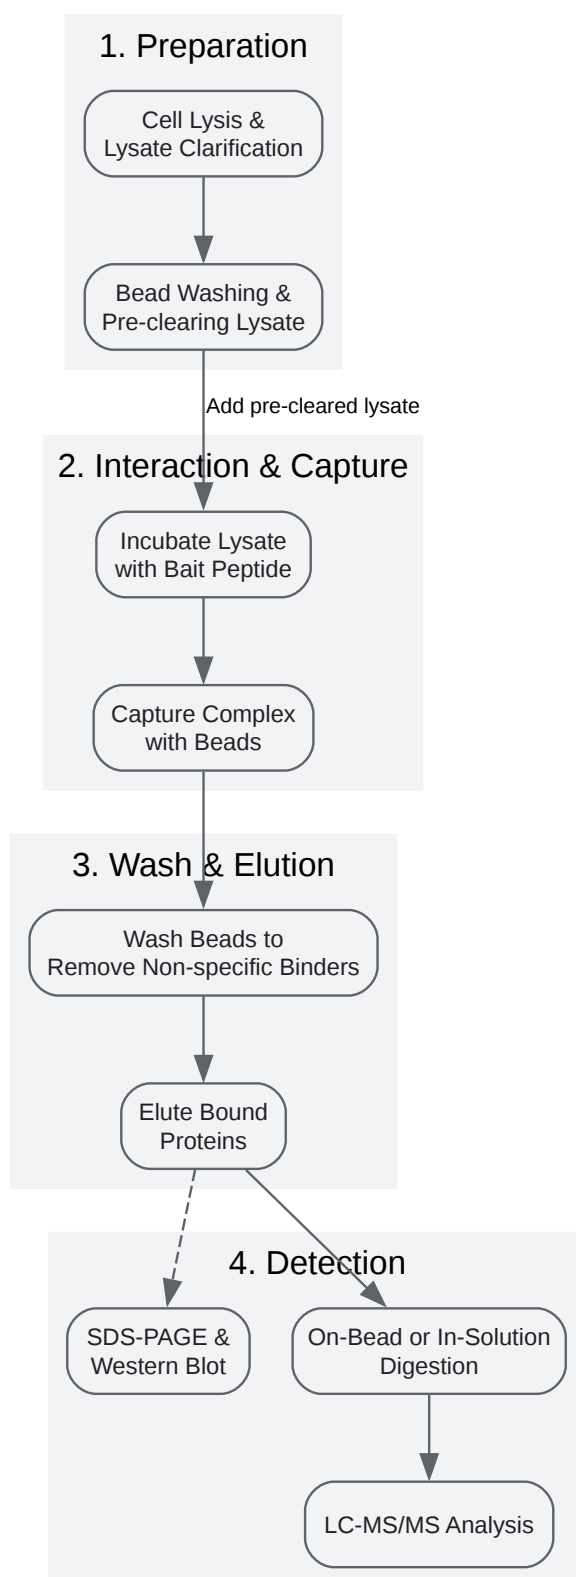 1. Preparation
Cell Lysis &
Lysate Clarification
Bead Washing &
Pre-clearing Lysate
Add pre-cleared lysate
2. Interaction & Capture
Incubate Lysate
with Bait Peptide
Capture Complex
with Beads
3. Wash & Elution
Wash Beads to
Remove Non-specific Binders
Elute Bound
Proteins
4. Detection
SDS-PAGE &
Western Blot
On-Bead or In-Solution
Digestion
LC-MS/MS Analysis